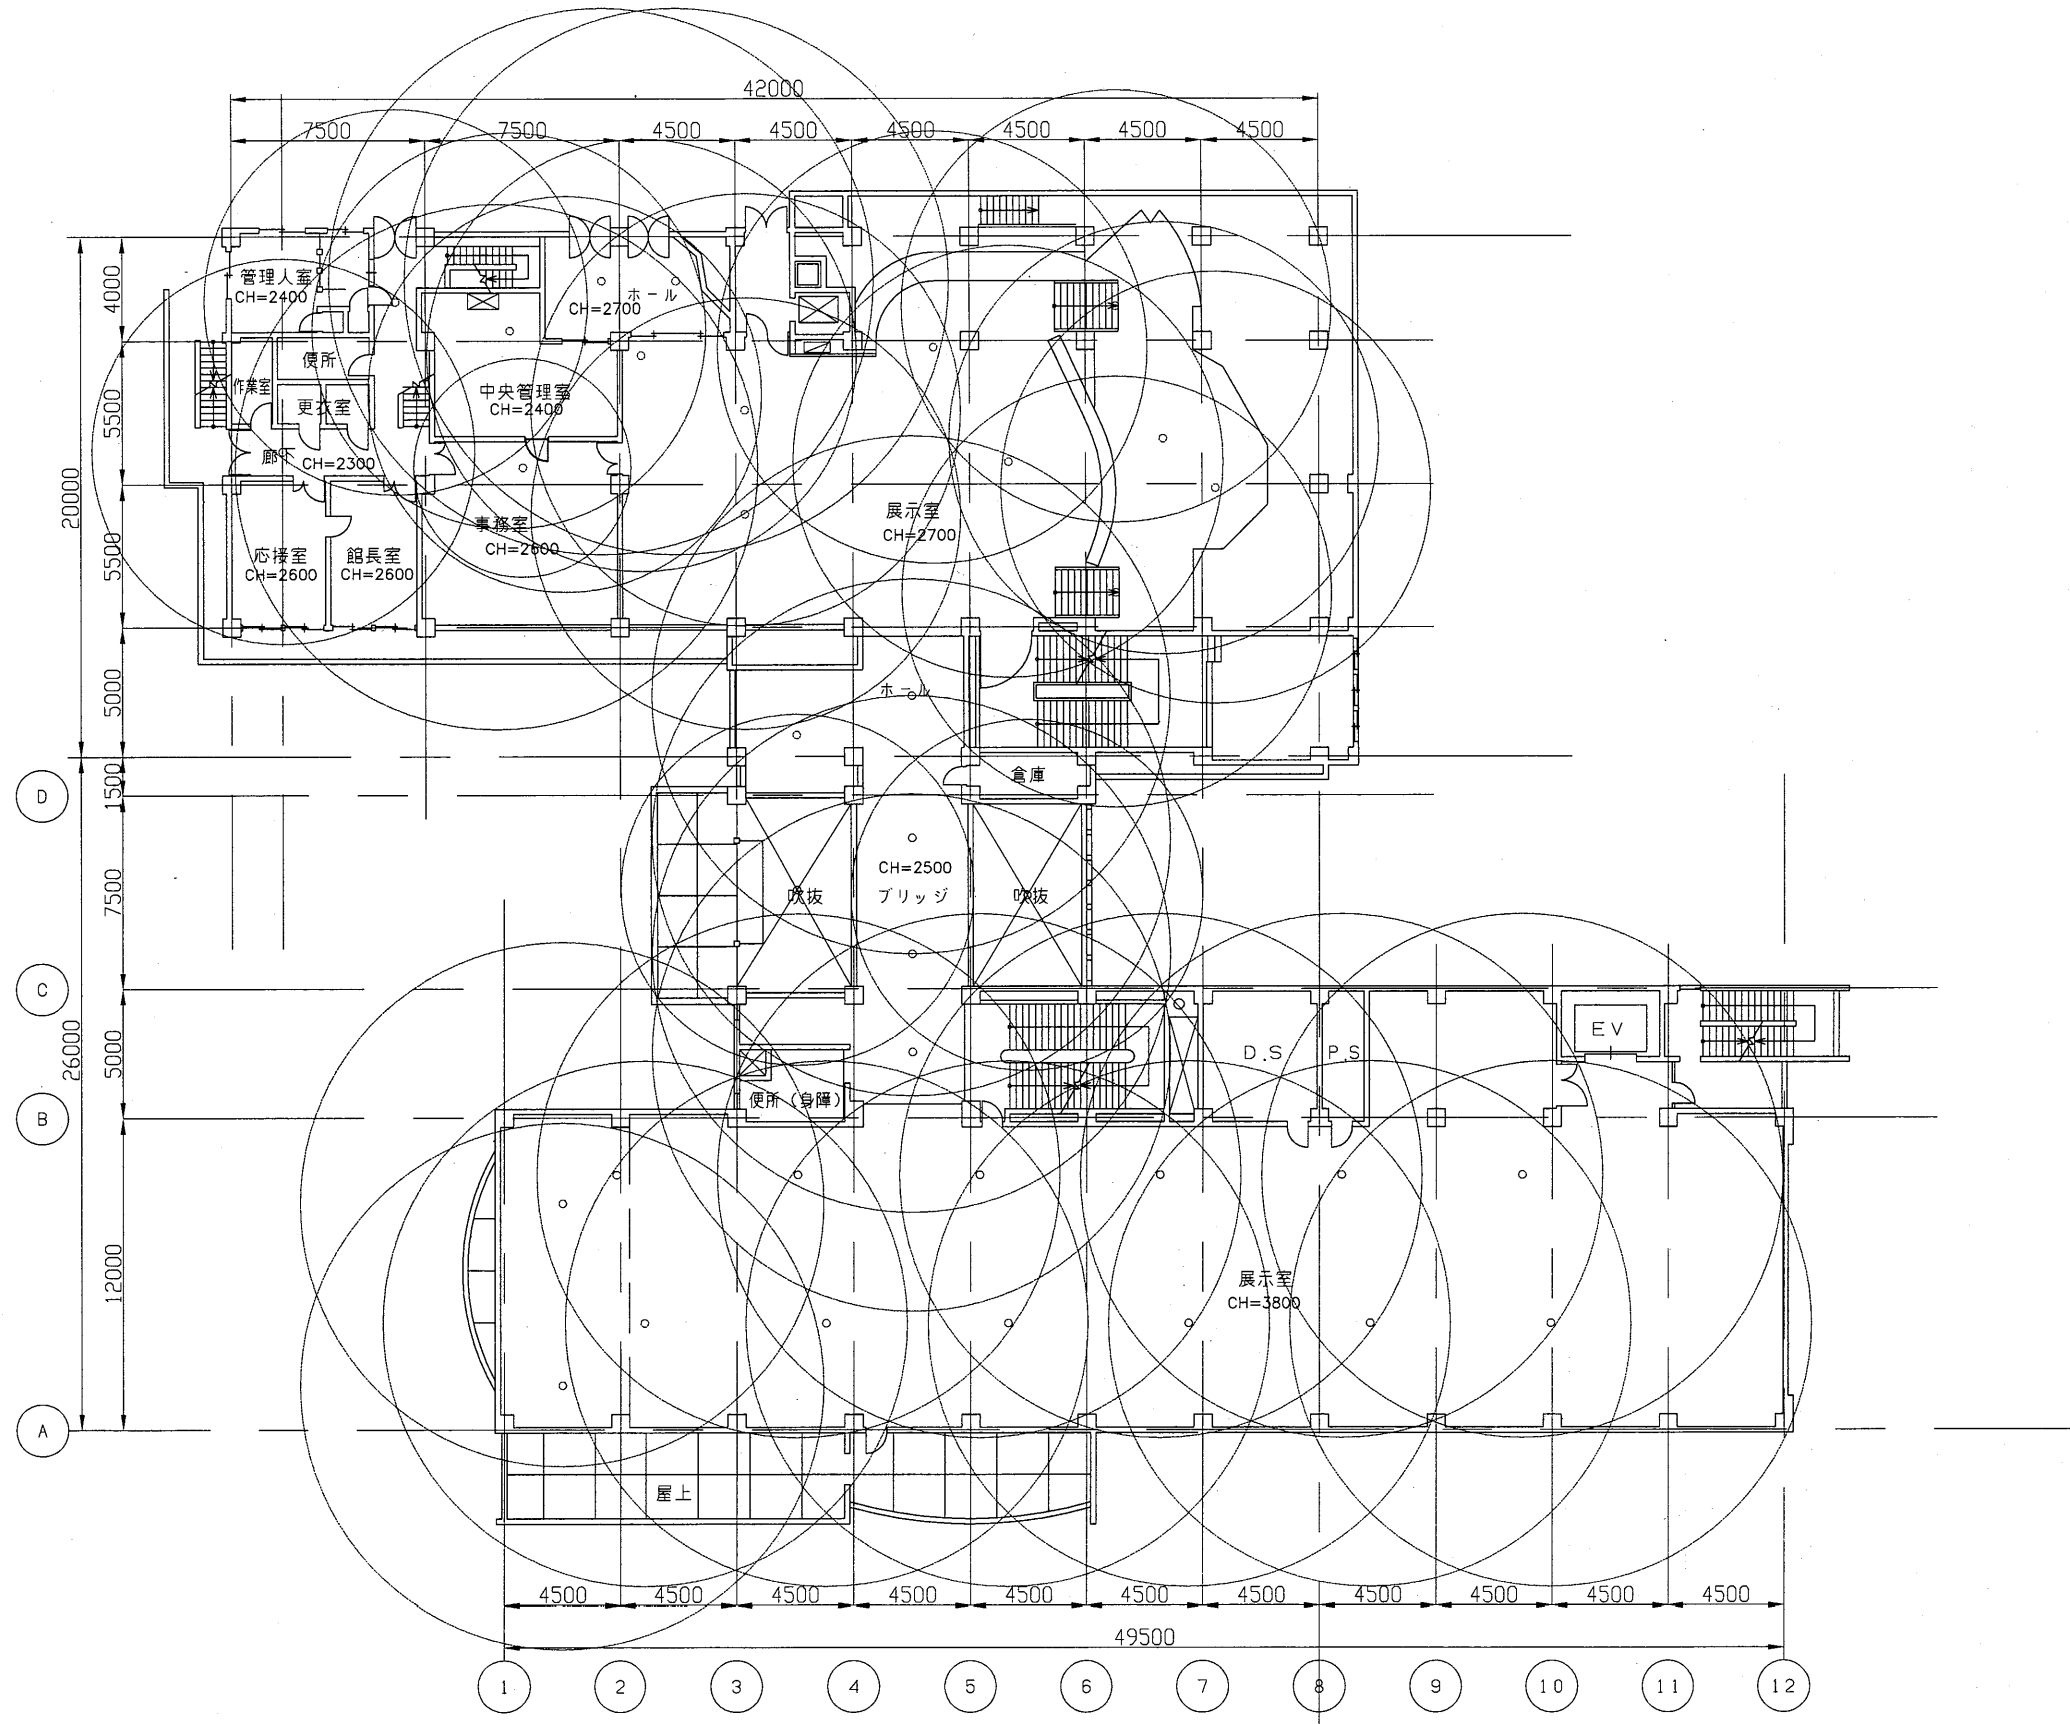 42000
7500 7500 4500 4500 4500 4500 4500 4500
管理人室
CH=2400
ホール
CH=2700
4000
便所
作業室
更衣室
中央管理室
CH=2400
5500
廊下 CH=2300
20000
展示室
CH=2700
事務室
CH=2600
応接室
CH=2600
館長室
CH=2600
5500
5000
ホール
倉庫
1500
D
CH=2500
ブリッジ
吹抜
吹抜
7500
C
26000
5000
EV
D.S
P.S
便所(身障)
B
12000
展示室
CH=3800
A
屋上
4500 4500 4500 4500 4500 4500 4500 4500 4500 4500 4500
49500
1 2 3 4 5 6 7 8 9 10 11 12